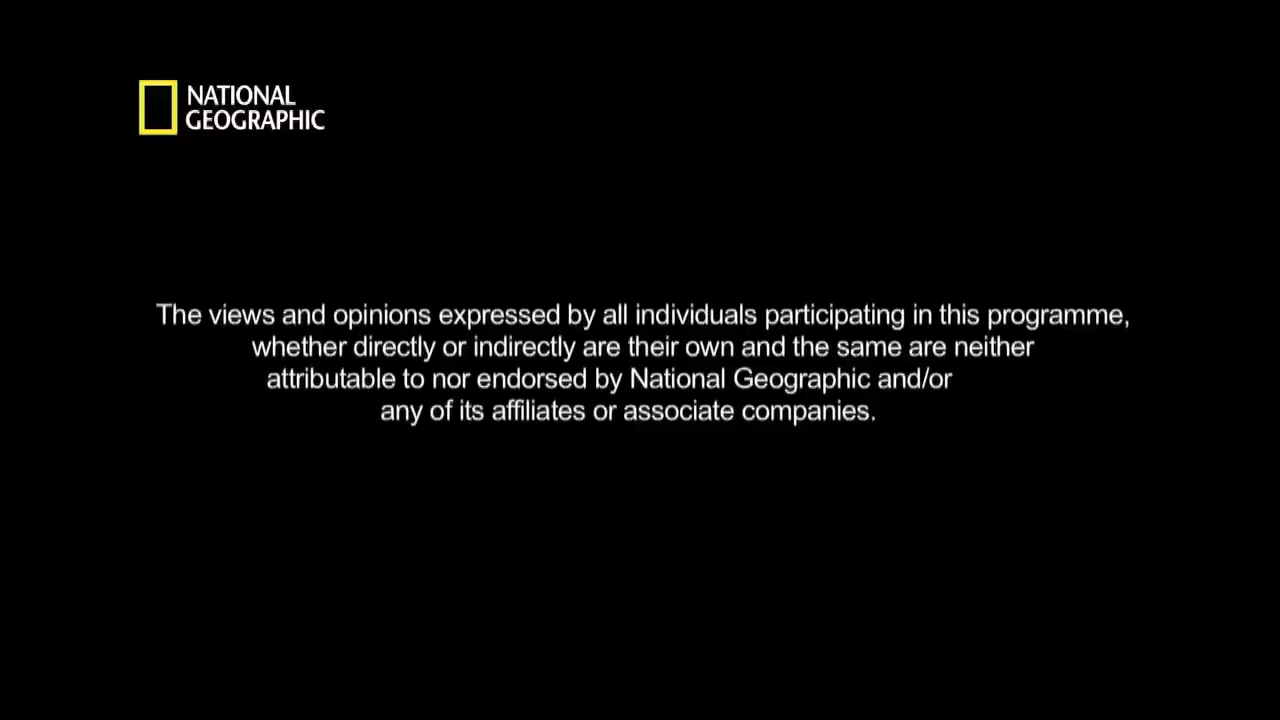 NATIONAL
GEOGRAPHIC
The views and opinions expressed by all individuals participating in this programme,
whether directly or indirectly are their own and the same are neither
attributable to nor endorsed by National Geographic and/or
any of its affiliates or associate companies.